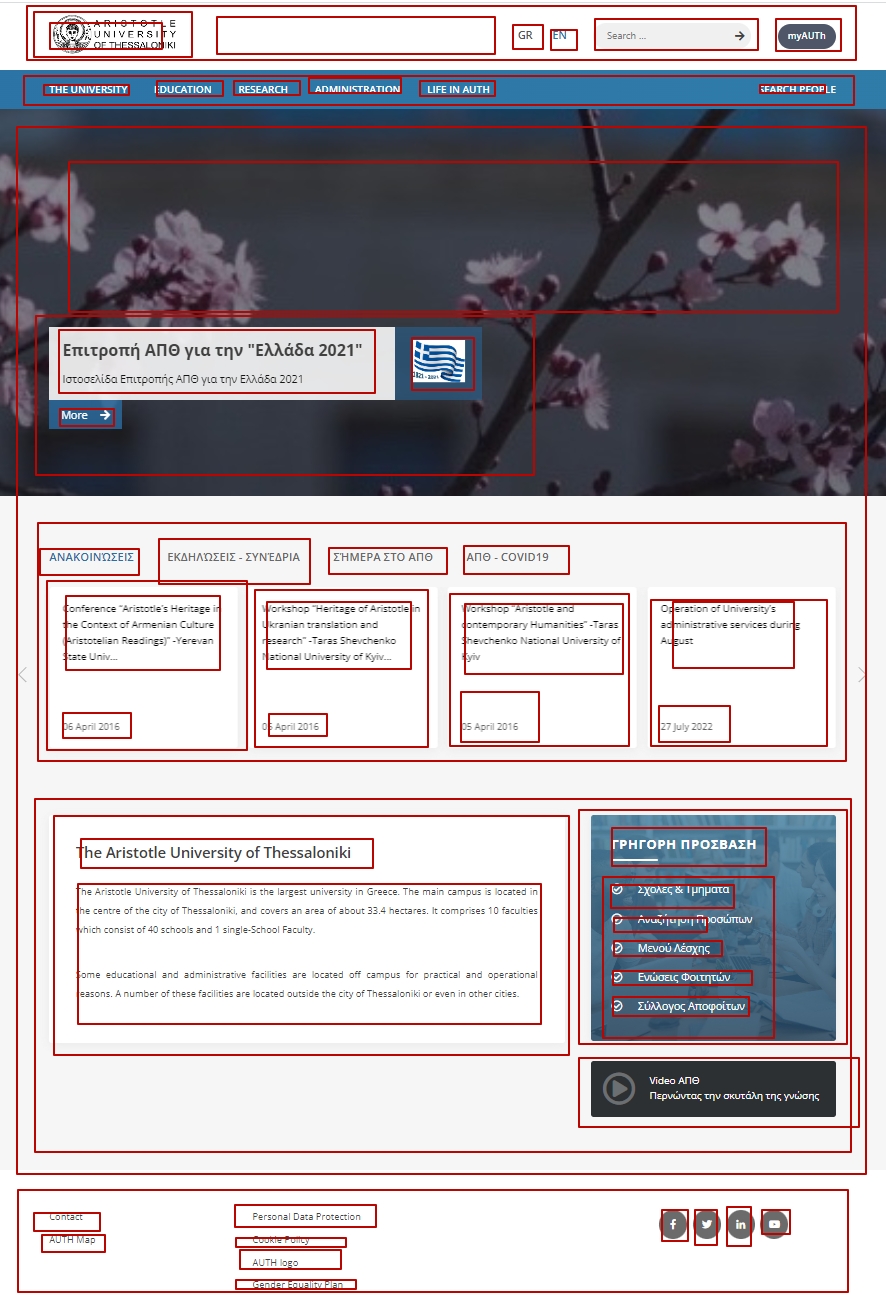 ARISTOTLE
UNIVERSITY
OF THESSALONIKI
GR
EN
Search ...
myAUTh
THE UNIVERSITY
EDUCATION
RESEARCH
ADMINISTRATION
LIFE IN AUTH
SEARCH PEOPLE
Επιτροπή ΑΠΘ για την "Ελλάδα 2021"
Ιστοσελίδα Επιτροπής ΑΠΘ για την Ελλάδα 2021
More
ΑΝΑΚΟΙΝΏΣΕΙΣ
ΕΚΔΗΛΏΣΕΙΣ - ΣΥΝΈΔΡΙΑ
ΣΉΜΕΡΑ ΣΤΟ ΑΠΘ
ΑΠΘ - COVID19
Conference "Aristotle's Heritage in
the Context of Armenian Culture
(Aristotelian Readings)" -Yerevan
State Univ...
06 April 2016
Workshop "Heritage of Aristotle in
Ukranian translation and
research" -Taras Shevchenko
National University of Kyiv...
05 April 2016
Workshop "Aristotle and
contemporary Humanities" -Taras
Shevchenko National University of
Kyiv
05 April 2016
Operation of University's
administrative services during
August
27 July 2022
The Aristotle University of Thessaloniki
The Aristotle University of Thessaloniki is the largest university in Greece. The main campus is located in
the centre of the city of Thessaloniki, and covers an area of about 33.4 hectares. It comprises 10 faculties
which consist of 40 schools and 1 single-School Faculty.
Some educational and administrative facilities are located off campus for practical and operational
reasons. A number of these facilities are located outside the city of Thessaloniki or even in other cities.
ΓΡΗΓΟΡΗ ΠΡΟΣΒΑΣΗ
Σχολές & Τμήματα
Αναζήτηση Προσώπων
Μενού Λέσχης
Ενώσεις Φοιτητών
Σύλλογος Αποφοίτων
Video ΑΠΘ
Περνώντας την σκυτάλη της γνώσης
Contact
AUTH Map
Personal Data Protection
Cookie Policy
AUTH logo
Gender Equality Plan